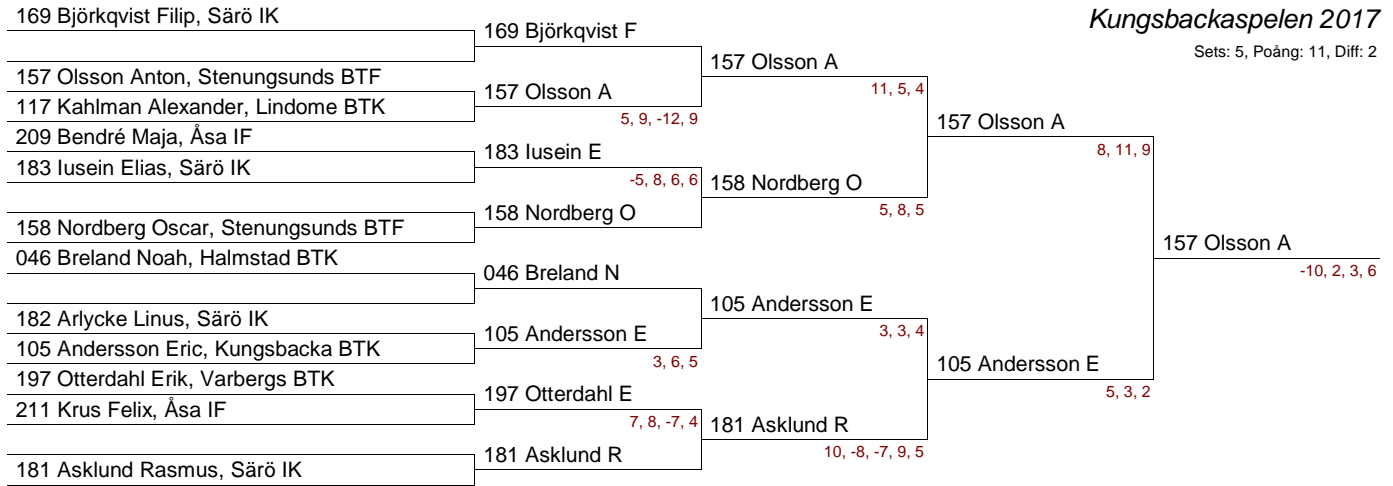 Kungsbackaspelen 2017
Sets: 5, Poång: 11, Diff: 2
169 Björkqvist Filip, Särö IK
157 Olsson Anton, Stenungsunds BTF
117 Kahlman Alexander, Lindome BTK
209 Bendré Maja, Åsa IF
183 Iusein Elias, Särö IK
158 Nordberg Oscar, Stenungsunds BTF
046 Breland Noah, Halmstad BTK
182 Arlycke Linus, Särö IK
105 Andersson Eric, Kungsbacka BTK
197 Otterdahl Erik, Varbergs BTK
211 Krus Felix, Åsa IF
181 Asklund Rasmus, Särö IK
169 Björkqvist F
157 Olsson A
5, 9, -12, 9
183 Iusein E
-5, 8, 6, 6
158 Nordberg O
046 Breland N
105 Andersson E
3, 6, 5
197 Otterdahl E
7, 8, -7, 4
181 Asklund R
157 Olsson A
11, 5, 4
158 Nordberg O
5, 8, 5
105 Andersson E
3, 3, 4
181 Asklund R
10, -8, -7, 9, 5
157 Olsson A
8, 11, 9
105 Andersson E
5, 3, 2
157 Olsson A
-10, 2, 3, 6